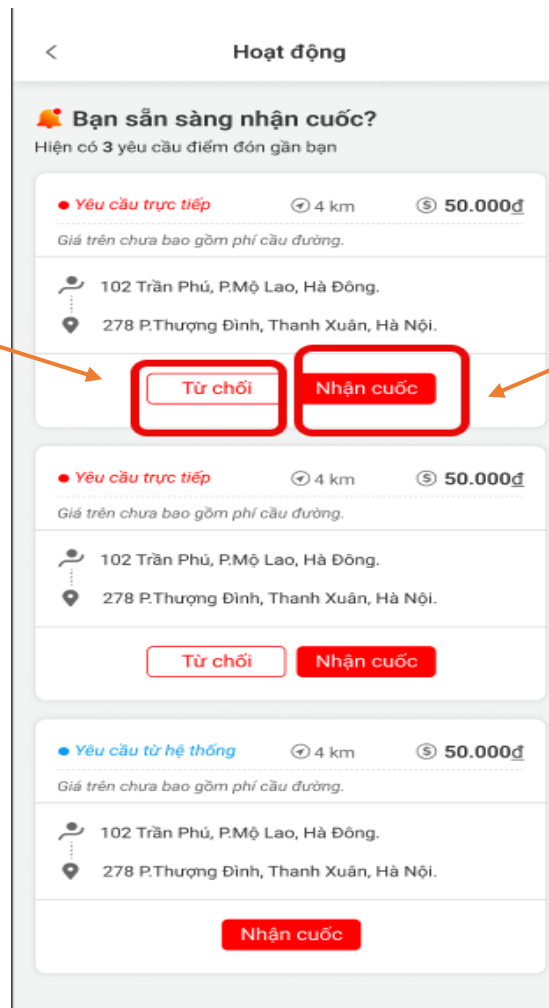 Hoạt động
Bạn sẵn sàng nhận cuốc?
Hiện có 3 yêu cầu điểm đón gần bạn
Yêu cầu trực tiếp 4 km 50.000₫
Giá trên chưa bao gồm phí cầu đường.
102 Trần Phú, P.Mộ Lao, Hà Đông.
278 P.Thượng Đình, Thanh Xuân, Hà Nội.
Từ chối Nhận cuốc
Yêu cầu trực tiếp 4 km 50.000₫
Giá trên chưa bao gồm phí cầu đường.
102 Trần Phú, P.Mộ Lao, Hà Đông.
278 P.Thượng Đình, Thanh Xuân, Hà Nội.
Từ chối Nhận cuốc
Yêu cầu từ hệ thống 4 km 50.000₫
Giá trên chưa bao gồm phí cầu đường.
102 Trần Phú, P.Mộ Lao, Hà Đông.
278 P.Thượng Đình, Thanh Xuân, Hà Nội.
Nhận cuốc